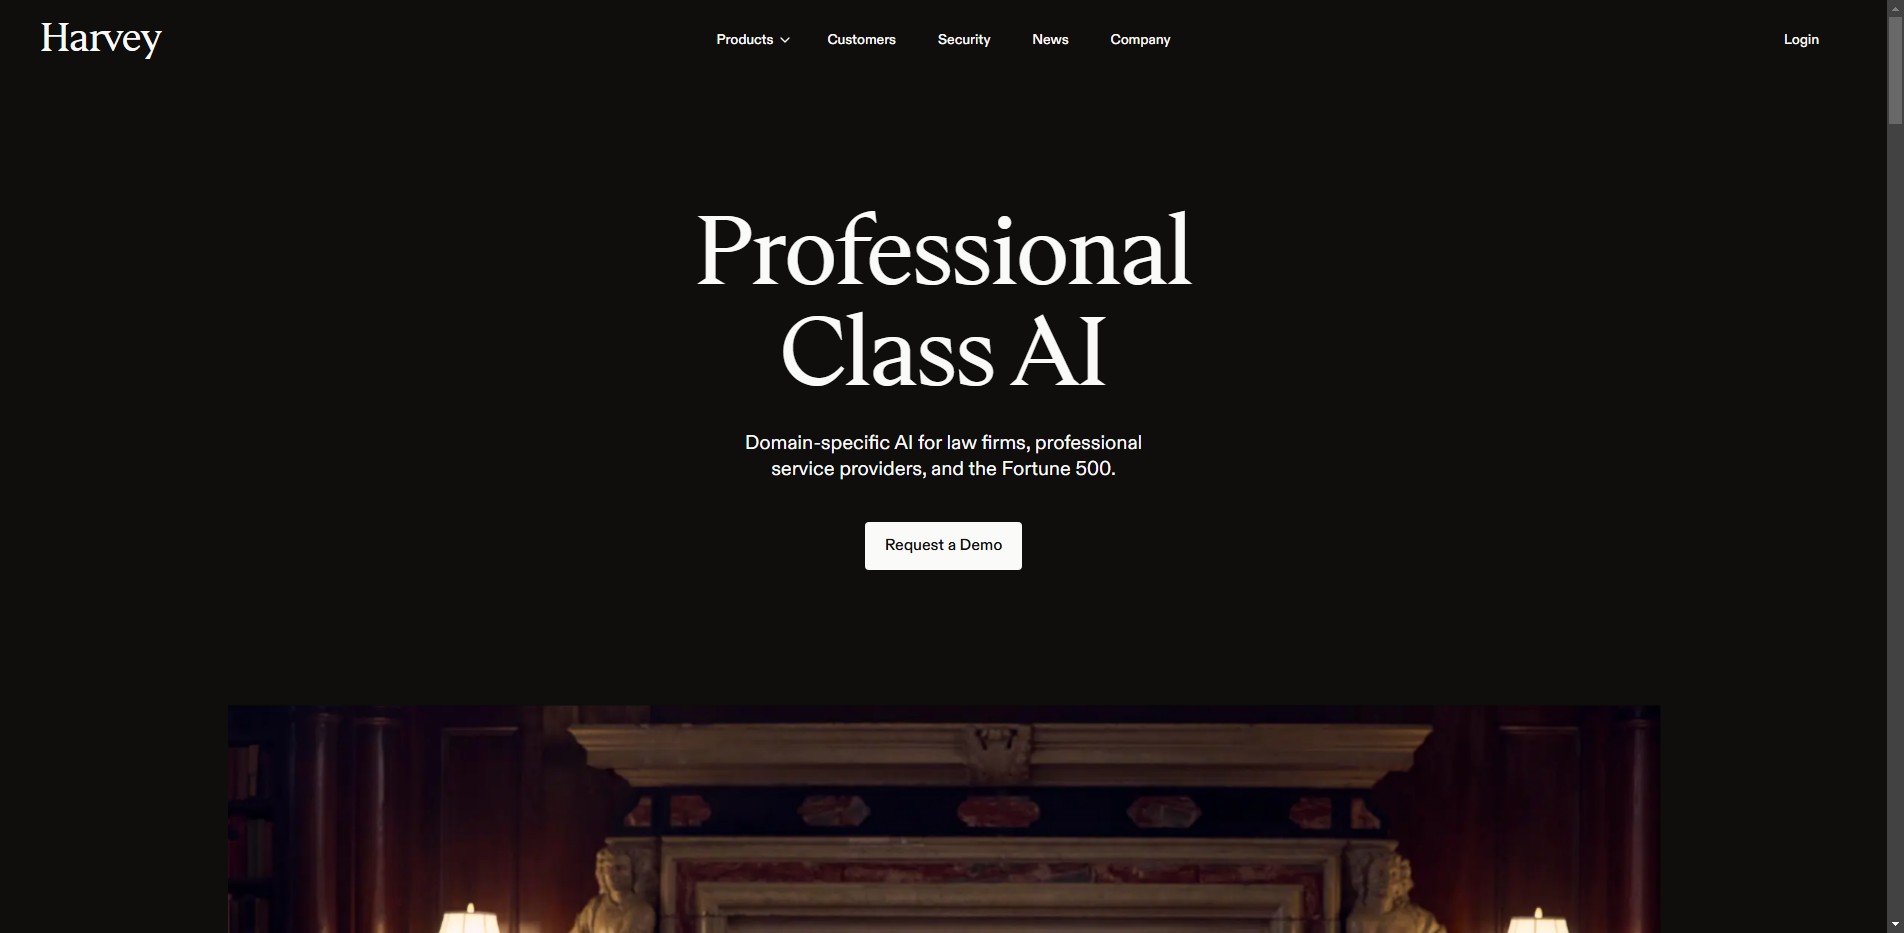 Harvey
Products
Customers
Security
News
Company
Login
Professional
Class AI
Domain-specific AI for law firms, professional
service providers, and the Fortune 500.
Request a Demo